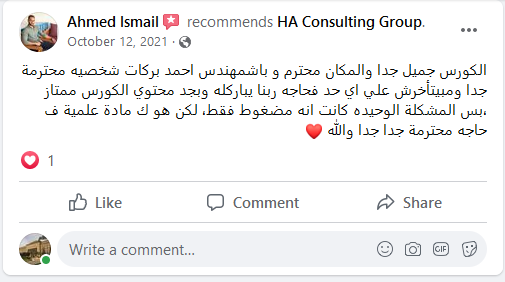 Ahmed Ismail recommends HA Consulting Group.
October 12, 2021 ·
الكورس جميل جدا والمكان محترم و باشمهندس احمد بركات شخصيه محترمة
جدا ومبيتأخرش علي اي حد فحاجه ربنا يباركله وبجد محتوي الكورس ممتاز
،بس المشكلة الوحيده كانت انه مضغوط فقط، لكن هو ك مادة علمية ف
حاجه محترمة جدا جدا والله ❤️
1
Like Comment Share
Write a comment...
GIF